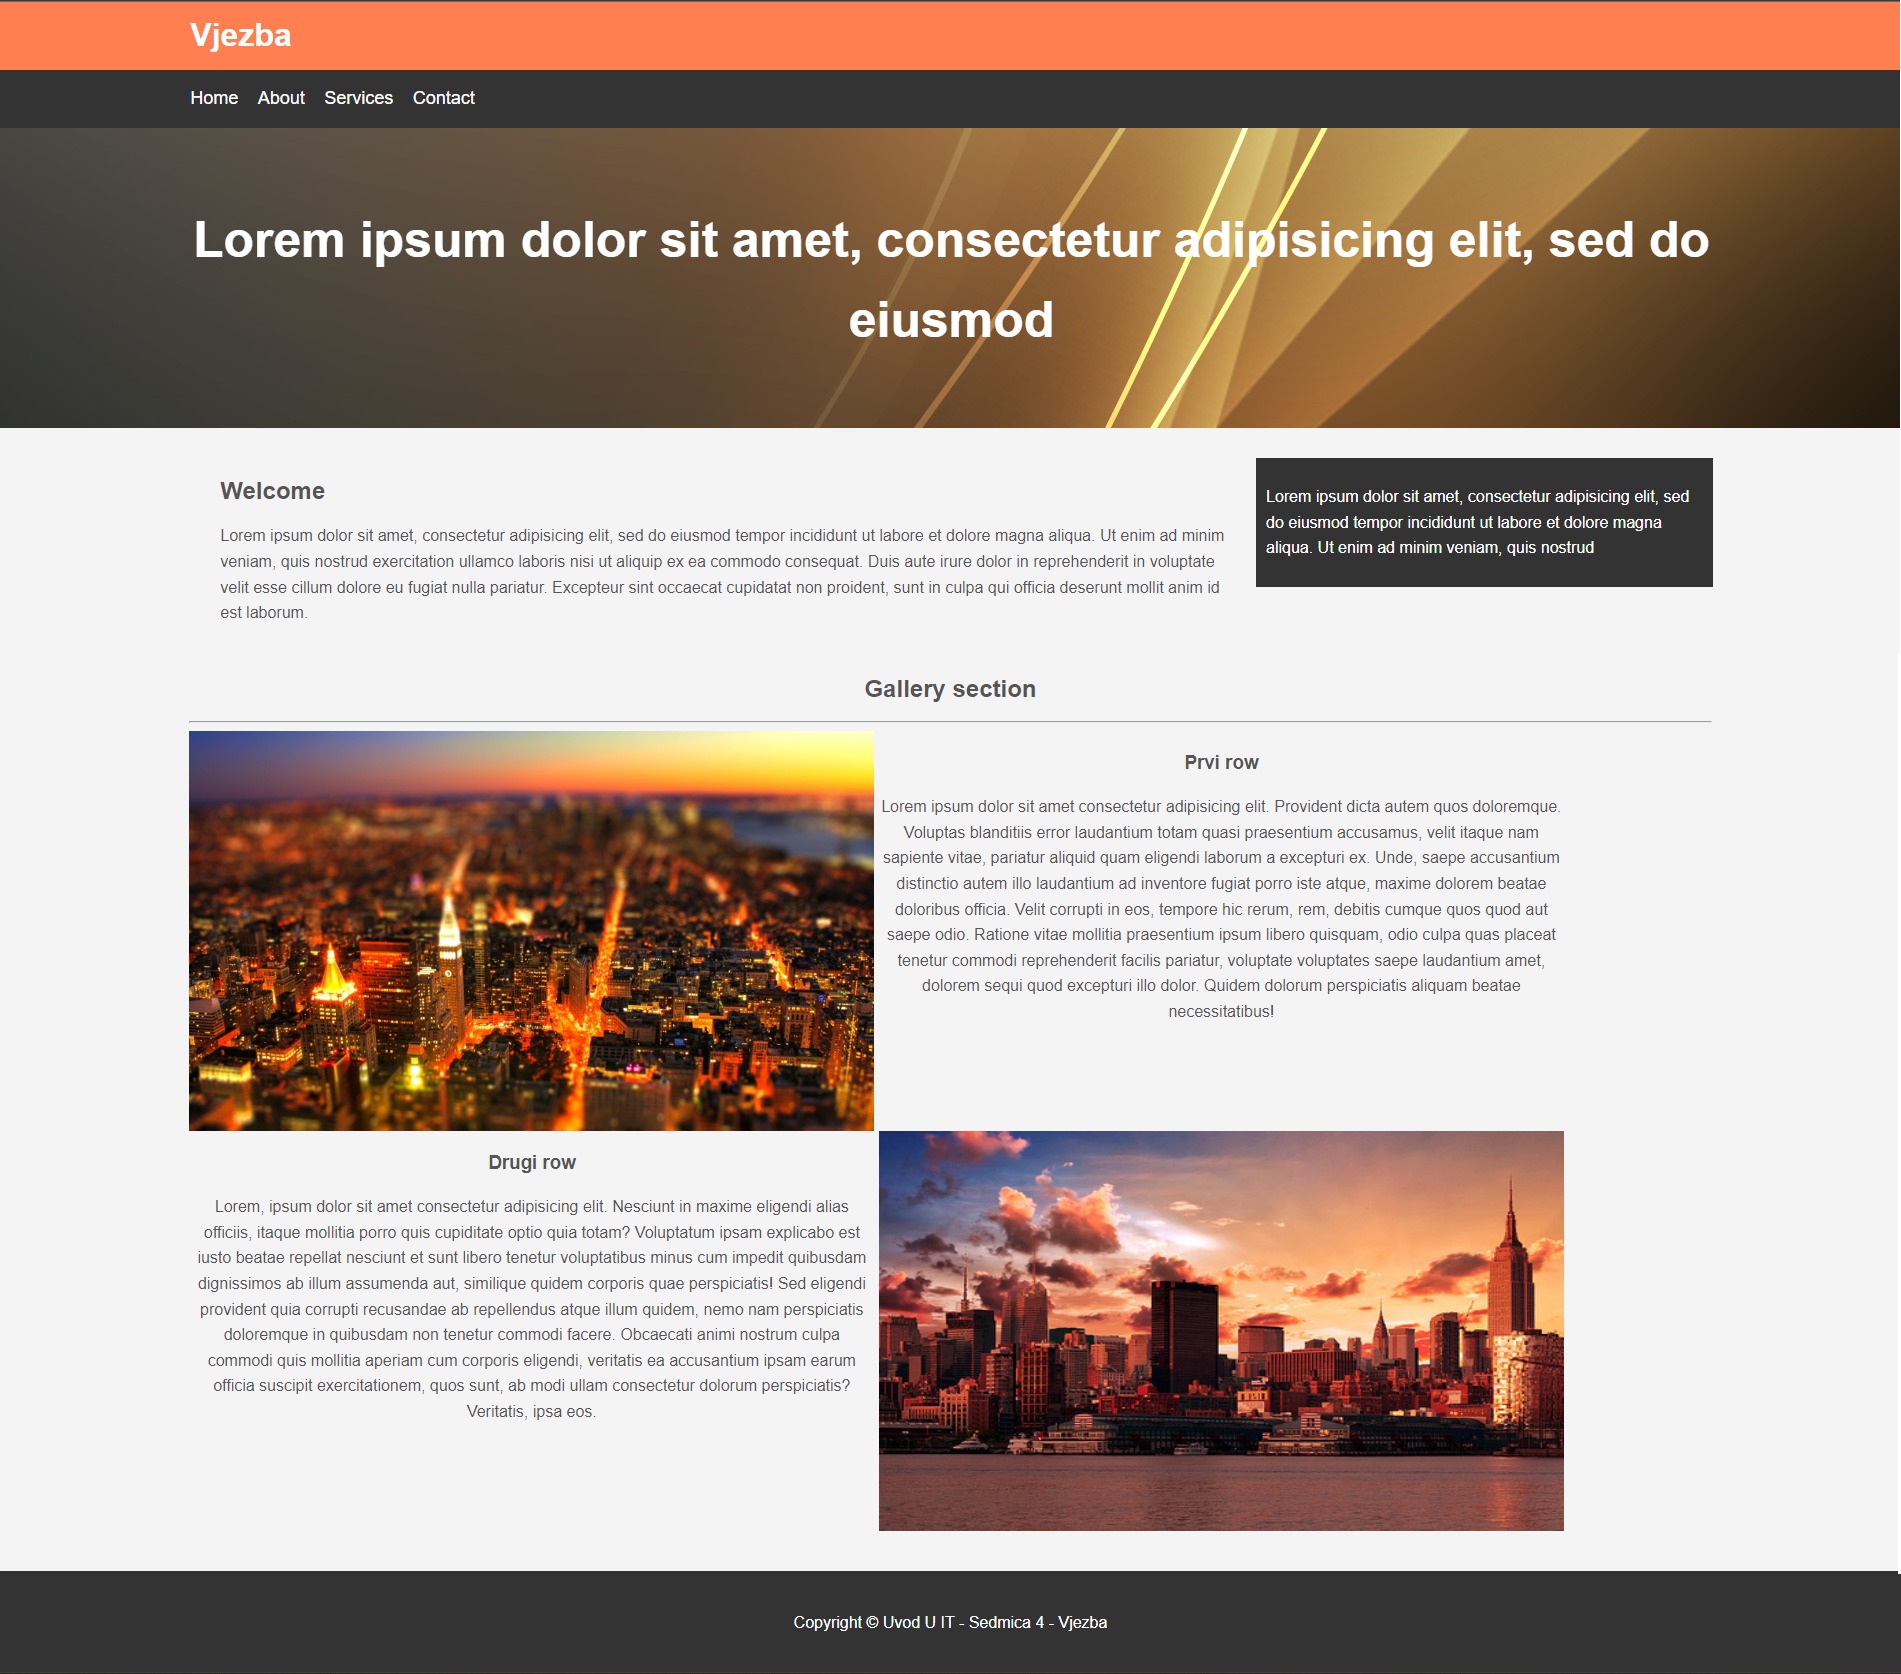 Vjezba
Home About Services Contact
Lorem ipsum dolor sit amet, consectetur adipisicing elit, sed do
eiusmod
Welcome
Lorem ipsum dolor sit amet, consectetur adipisicing elit, sed do eiusmod tempor incididunt ut labore et dolore magna aliqua. Ut enim ad minim
veniam, quis nostrud exercitation ullamco laboris nisi ut aliquip ex ea commodo consequat. Duis aute irure dolor in reprehenderit in voluptate
velit esse cillum dolore eu fugiat nulla pariatur. Excepteur sint occaecat cupidatat non proident, sunt in culpa qui officia deserunt mollit anim id
est laborum.
Lorem ipsum dolor sit amet, consectetur adipisicing elit, sed
do eiusmod tempor incididunt ut labore et dolore magna
aliqua. Ut enim ad minim veniam, quis nostrud
Gallery section
Prvi row
Lorem ipsum dolor sit amet consectetur adipisicing elit. Provident dicta autem quos doloremque.
Voluptas blanditiis error laudantium totam quasi praesentium accusamus, velit itaque nam
sapiente vitae, pariatur aliquid quam eligendi laborum a excepturi ex. Unde, saepe accusantium
distinctio autem illo laudantium ad inventore fugiat porro iste atque, maxime dolorem beatae
doloribus officia. Velit corrupti in eos, tempore hic rerum, rem, debitis cumque quos quod aut
saepe odio. Ratione vitae mollitia praesentium ipsum libero quisquam, odio culpa quas placeat
tenetur commodi reprehenderit facilis pariatur, voluptate voluptates saepe laudantium amet,
dolorem sequi quod excepturi illo dolor. Quidem dolorum perspiciatis aliquam beatae
necessitatibus!
Drugi row
Lorem, ipsum dolor sit amet consectetur adipisicing elit. Nesciunt in maxime eligendi alias
officiis, itaque mollitia porro quis cupiditate optio quia totam? Voluptatum ipsam explicabo est
iusto beatae repellat nesciunt et sunt libero tenetur voluptatibus minus cum impedit quibusdam
dignissimos ab illum assumenda aut, similique quidem corporis quae perspiciatis! Sed eligendi
provident quia corrupti recusandae ab repellendus atque illum quidem, nemo nam perspiciatis
doloremque in quibusdam non tenetur commodi facere. Obcaecati animi nostrum culpa
commodi quis mollitia aperiam cum corporis eligendi, veritatis ea accusantium ipsam earum
officia suscipit exercitationem, quos sunt, ab modi ullam consectetur dolorum perspiciatis?
Veritatis, ipsa eos.
Copyright © Uvod U IT - Sedmica 4 - Vjezba